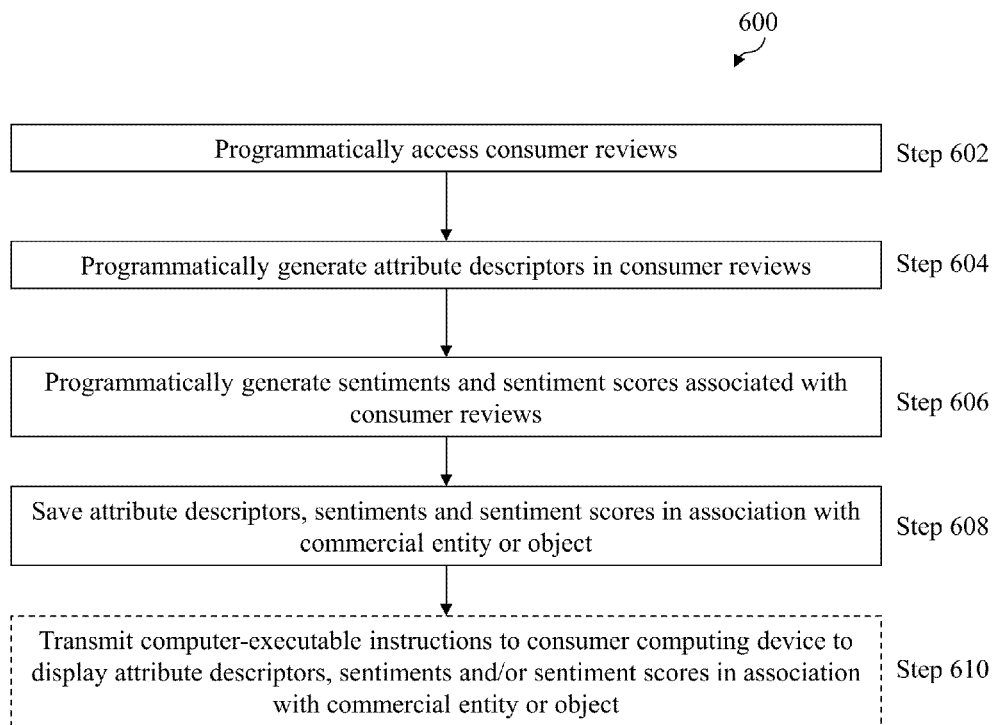 600
Programmatically access consumer reviews
Step 602
Programmatically generate attribute descriptors in consumer reviews
Step 604
Programmatically generate sentiments and sentiment scores associated with
consumer reviews
Step 606
Save attribute descriptors, sentiments and sentiment scores in association with
commercial entity or object
Step 608
Transmit computer-executable instructions to consumer computing device to
display attribute descriptors, sentiments and/or sentiment scores in association
with commercial entity or object
Step 610